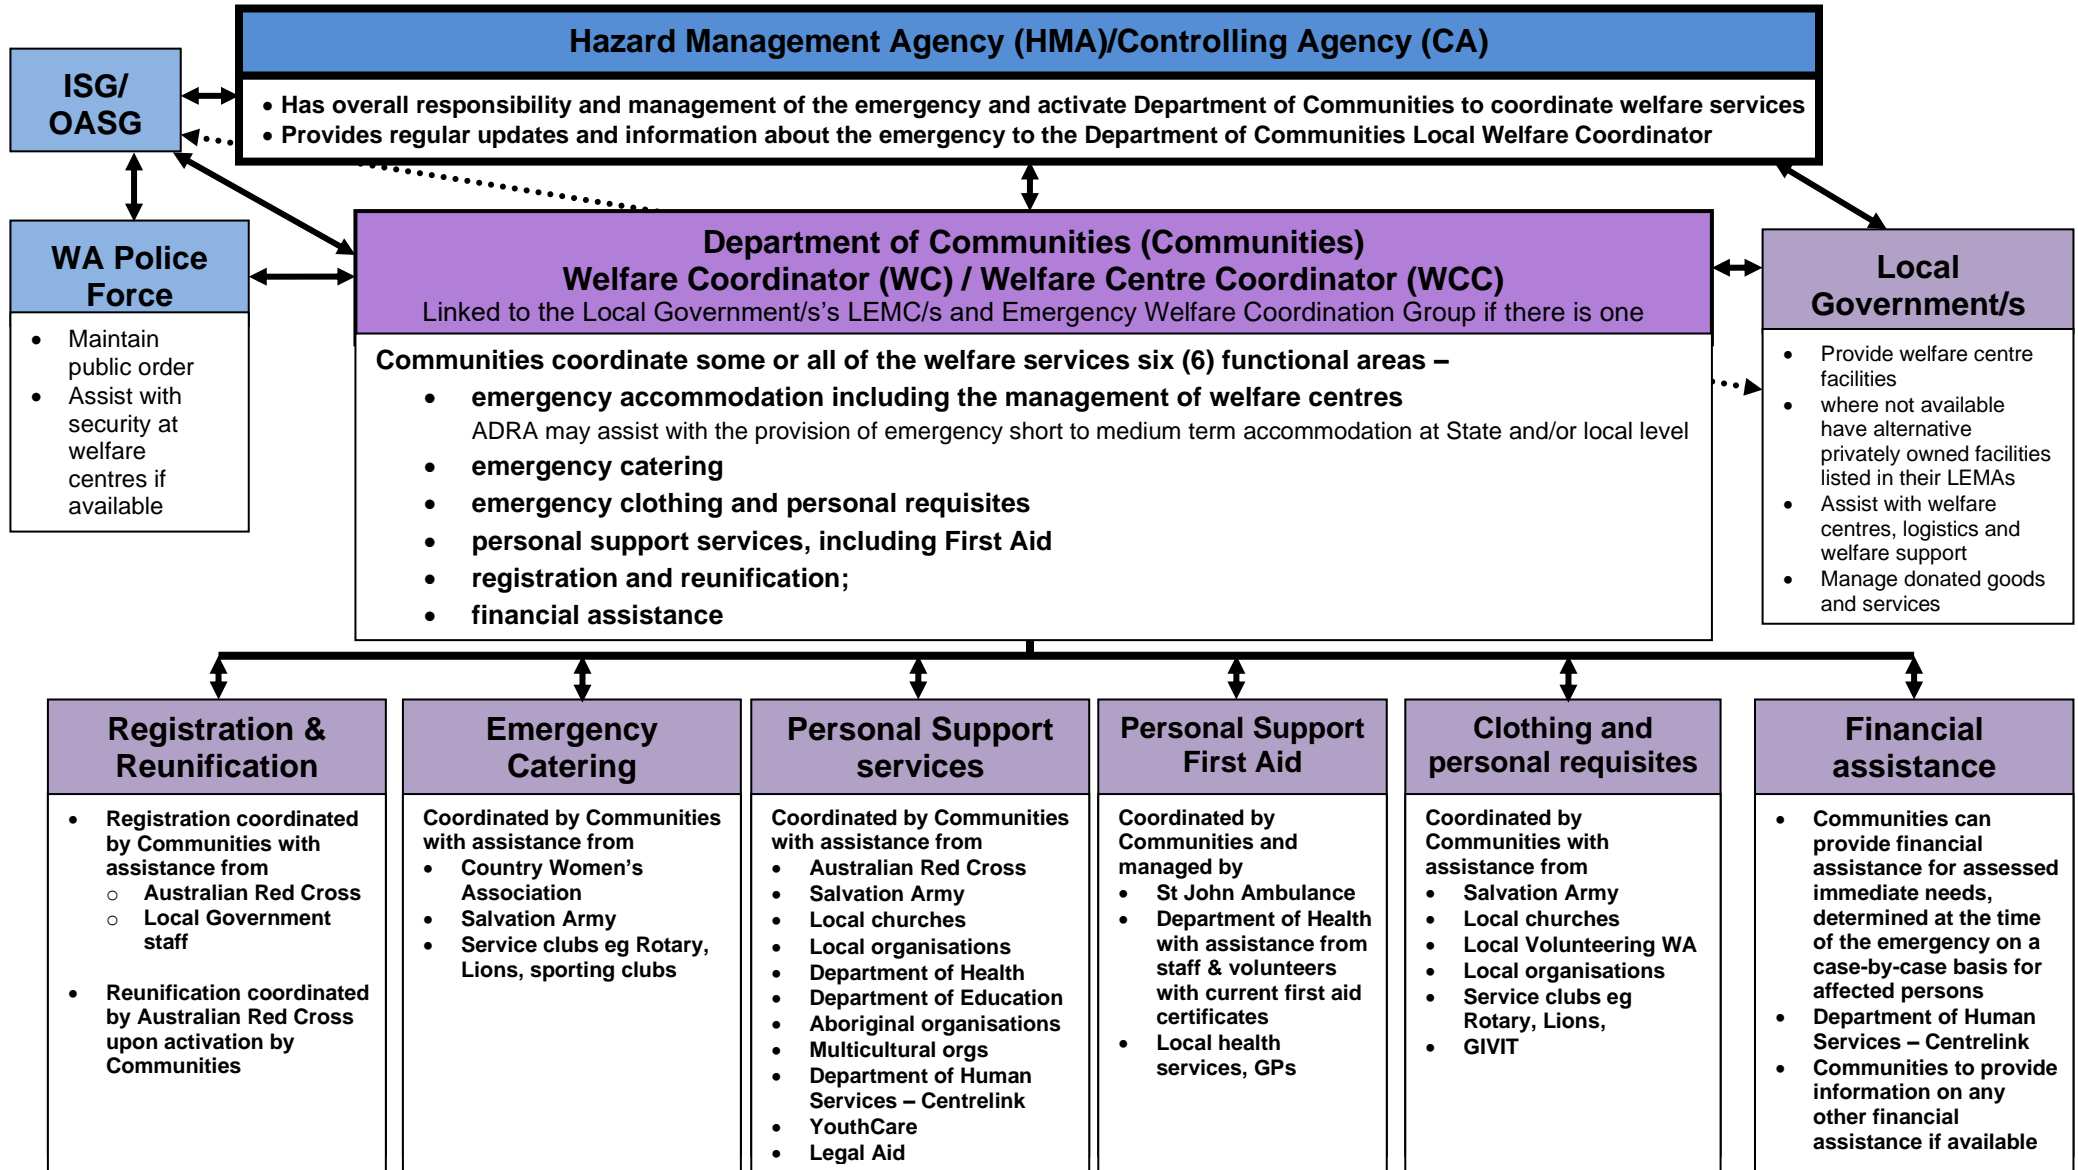 Hazard Management Agency (HMA)/Controlling Agency (CA)
• Has overall responsibility and management of the emergency and activate Department of Communities to coordinate welfare services
• Provides regular updates and information about the emergency to the Department of Communities Local Welfare Coordinator
ISG/
OASG
WA Police
Force
• Maintain
public order
• Assist with
security at
welfare
centres if
available
Department of Communities (Communities)
Welfare Coordinator (WC) / Welfare Centre Coordinator (WCC)
Linked to the Local Government/s's LEMC/s and Emergency Welfare Coordination Group if there is one
Communities coordinate some or all of the welfare services six (6) functional areas –
• emergency accommodation including the management of welfare centres
ADRA may assist with the provision of emergency short to medium term accommodation at State and/or local level
• emergency catering
• emergency clothing and personal requisites
• personal support services, including First Aid
• registration and reunification;
• financial assistance
Local
Government/s
• Provide welfare centre
facilities
• where not available
have alternative
privately owned facilities
listed in their LEMAs
• Assist with welfare
centres, logistics and
welfare support
• Manage donated goods
and services
Registration &
Reunification
• Registration coordinated
by Communities with
assistance from
o Australian Red Cross
o Local Government
staff
• Reunification coordinated
by Australian Red Cross
upon activation by
Communities
Emergency
Catering
Coordinated by Communities
with assistance from
• Country Women's
Association
• Salvation Army
• Service clubs eg Rotary,
Lions, sporting clubs
Personal Support
services
Coordinated by Communities
with assistance from
• Australian Red Cross
• Salvation Army
• Local churches
• Local organisations
• Department of Health
• Department of Education
• Aboriginal organisations
• Multicultural orgs
• Department of Human
Services – Centrelink
• YouthCare
• Legal Aid
Personal Support
First Aid
Coordinated by
Communities and
managed by
• St John Ambulance
• Department of Health
with assistance from
staff & volunteers
with current first aid
certificates
• Local health
services, GPs
Clothing and
personal requisites
Coordinated by
Communities with
assistance from
• Salvation Army
• Local churches
• Local Volunteering WA
• Local organisations
• Service clubs eg
Rotary, Lions,
• GIVIT
Financial
assistance
• Communities can
provide financial
assistance for assessed
immediate needs,
determined at the time
of the emergency on a
case-by-case basis for
affected persons
• Department of Human
Services – Centrelink
• Communities to provide
information on any
other financial
assistance if available